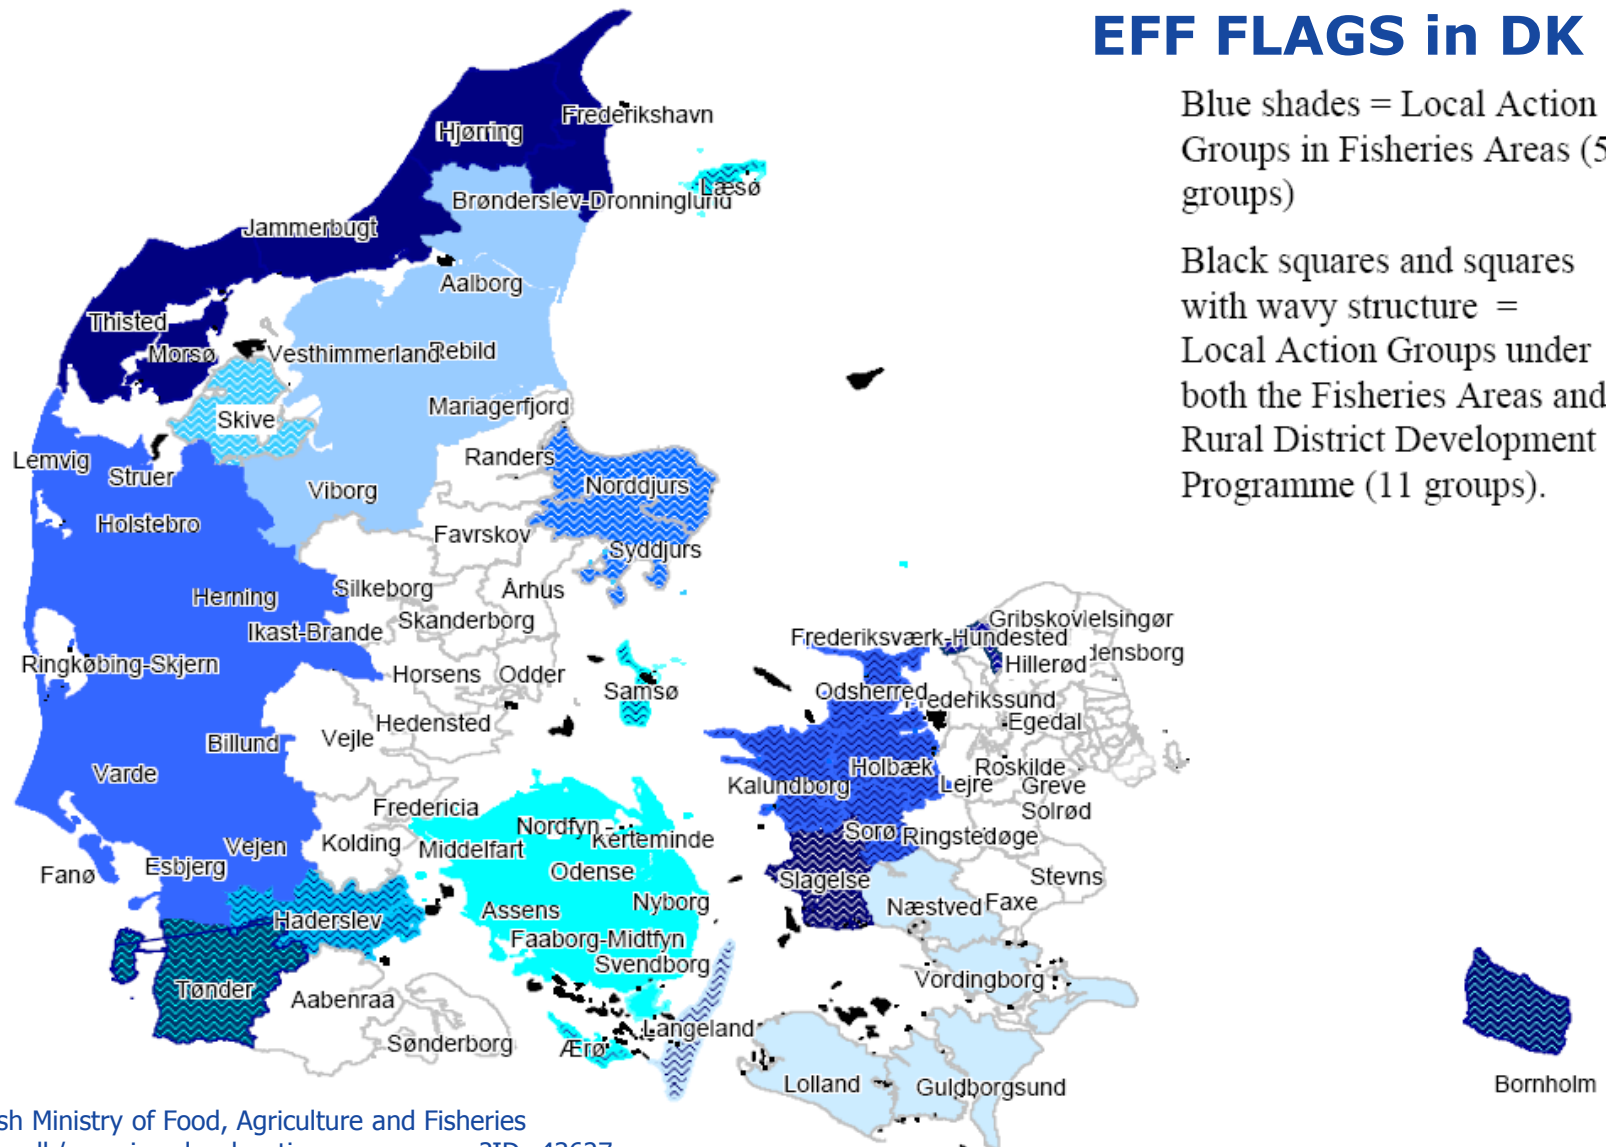 EFF FLAGS in DK
Blue shades = Local Action
Groups in Fisheries Areas (5
groups)
Black squares and squares
with wavy structure =
Local Action Groups under
both the Fisheries Areas and
Rural District Development
Programme (11 groups).
Frederikshavn
Hjørring
Læsø
Brønderslev-Dronninglund
Jammerbugt
Aalborg
Thisted
Morsø
Vesthimmerland
Rebild
Mariagerfjord
Skive
Lemvig
Struer
Randers
Viborg
Norddjurs
Holstebro
Favrskov
Syddjurs
Herning
Silkeborg
Århus
Skanderborg
Ikast-Brande
Gribskov
Frederiksværk-Hundested
Hillerød
Ringkøbing-Skjern
Horsens
Odder
Samsø
Odsherred
Frederikssund
Egedal
Hedensted
Vejle
Billund
Varde
Holbæk
Roskilde
Kalundborg
Lejre
Greve
Solrød
Fredericia
Nordfyn
Kerteminde
Sorø
Ringsted
Kolding
Middelfart
Vejen
Esbjerg
Fanø
Odense
Slagelse
Stevns
Nyborg
Assens
Næstved
Faxe
Haderslev
Faaborg-Midtfyn
Svendborg
Vordingborg
Tønder
Aabenraa
Langeland
Sønderborg
Ærø
Lolland
Guldborgsund
Bornholm
sh Ministry of Food, Agriculture and Fisheries